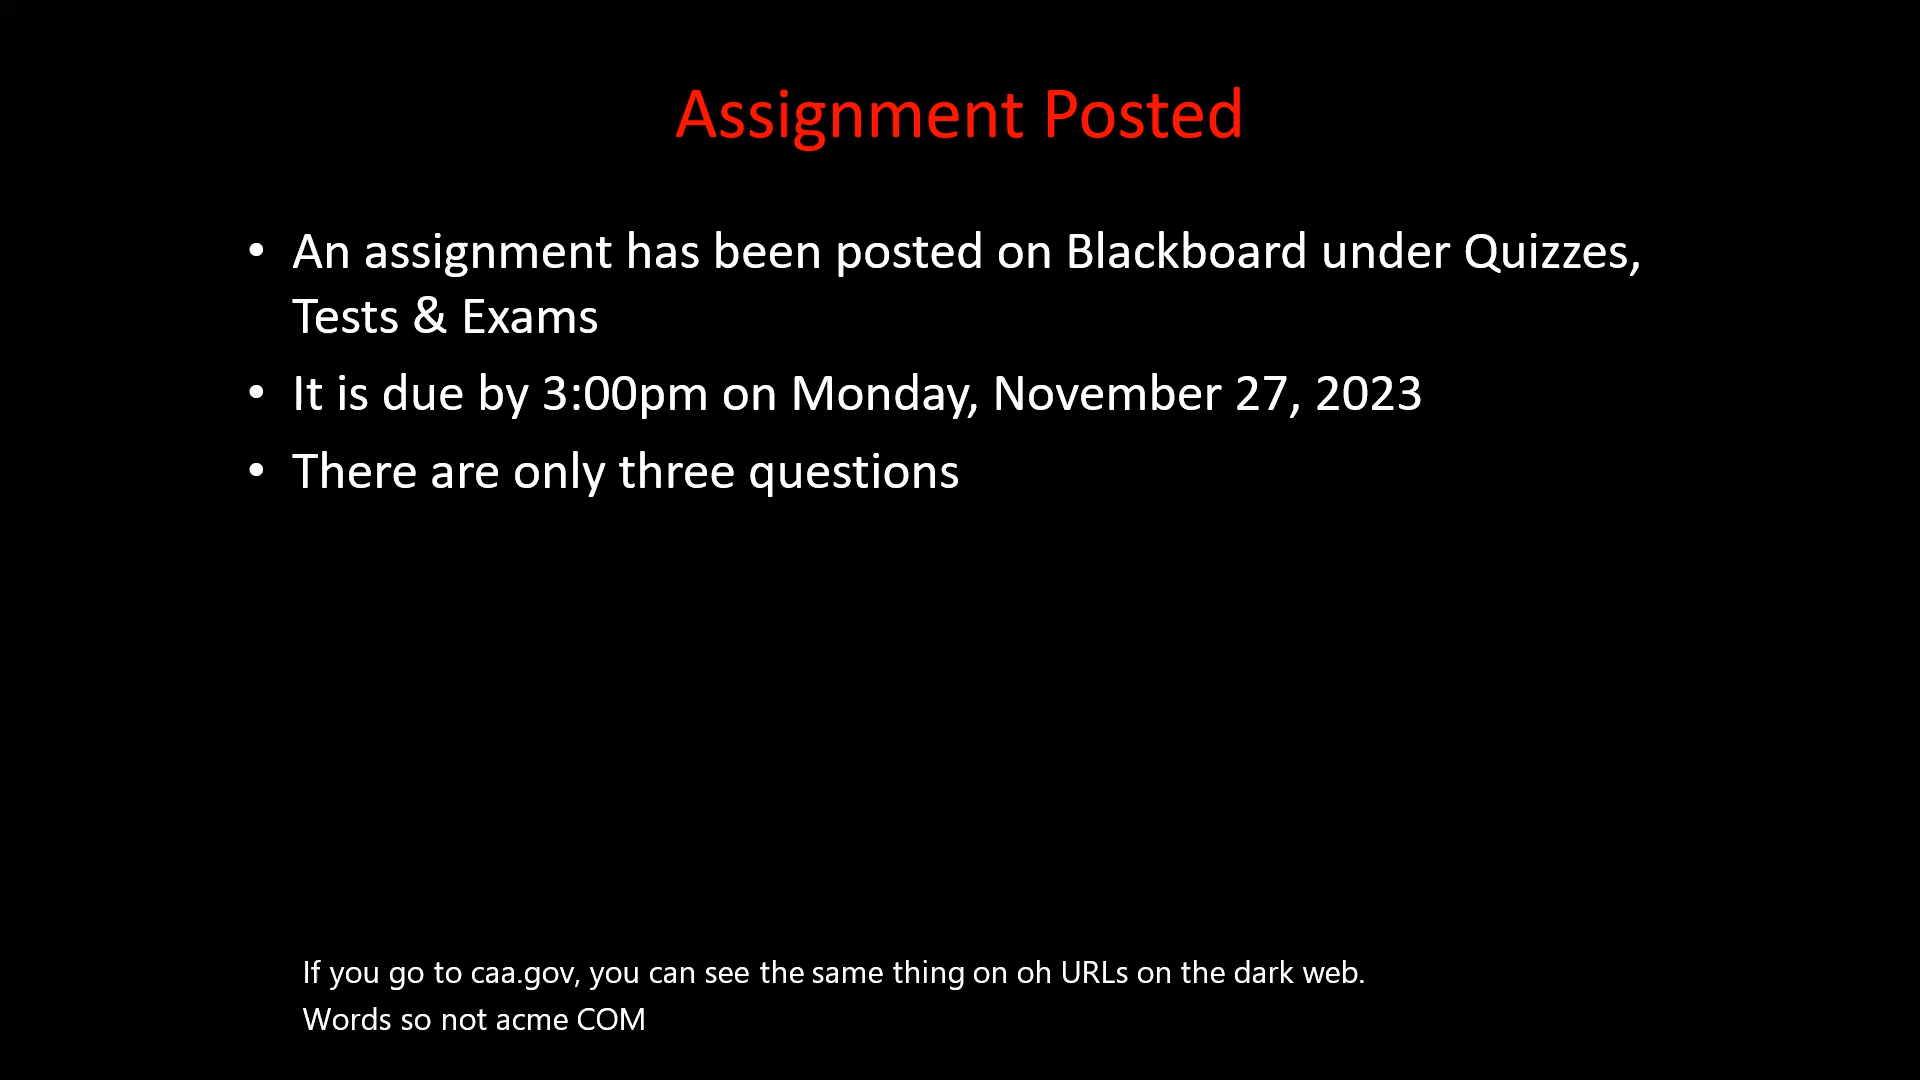 Assignment Posted
• An assignment has been posted on Blackboard under Quizzes,
Tests & Exams
• It is due by 3:00pm on Monday, November 27, 2023
• There are only three questions
If you go to caa.gov, you can see the same thing on oh URLs on the dark web.
Words so not acme COM